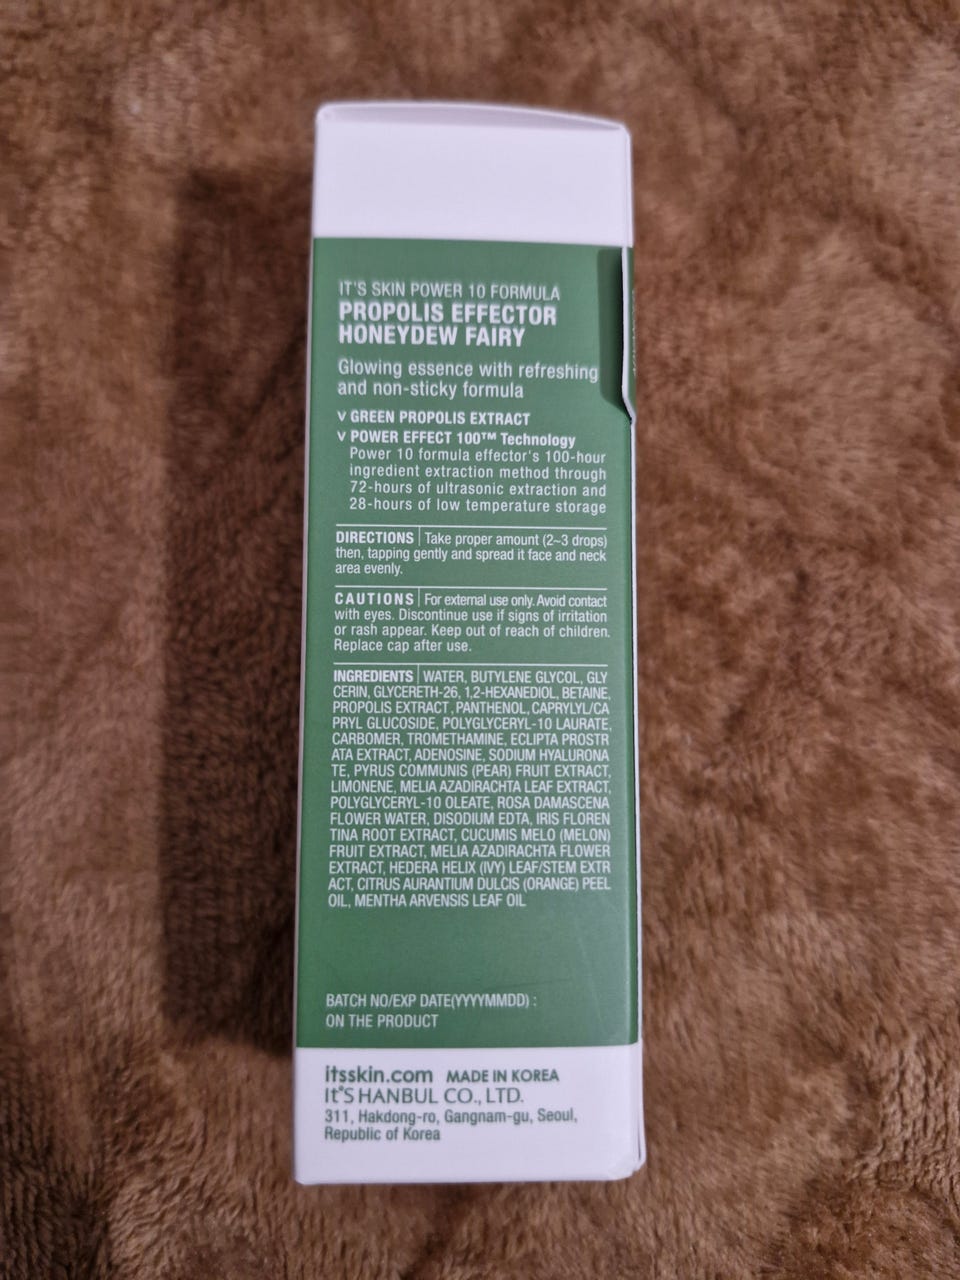 IT'S SKIN POWER 10 FORMULA
PROPOLIS EFFECTOR
HONEYDEW FAIRY
Glowing essence with refreshing
and non-sticky formula
V GREEN PROPOLIS EXTRACT
V POWER EFFECT 100™ Technology
Power 10 formula effector's 100-hour
ingredient extraction method through
72-hours of ultrasonic extraction and
28-hours of low temperature storage
DIRECTIONS | Take proper amount (2~3 drops)
then, tapping gently and spread it face and neck
area evenly.
CAUTIONS | For external use only. Avoid contact
with eyes. Discontinue use if signs of irritation
or rash appear. Keep out of reach of children.
Replace cap after use.
INGREDIENTS | WATER, BUTYLENE GLYCOL, GLY
CERIN, GLYCERETH-26, 1,2-HEXANEDIOL, BETAINE,
PROPOLIS EXTRACT, PANTHENOL, CAPRYLYL/CA
PRYL GLUCOSIDE, POLYGLYCERYL-10 LAURATE,
CARBOMER, TROMETHAMINE, ECLIPTA PROSTR
ATA EXTRACT, ADENOSINE, SODIUM HYALURONA
TE, PYRUS COMMUNIS (PEAR) FRUIT EXTRACT,
LIMONENE, MELIA AZADIRACHTA LEAF EXTRACT,
POLYGLYCERYL-10 OLEATE, ROSA DAMASCENA
FLOWER WATER, DISODIUM EDTA, IRIS FLOREN
TINA ROOT EXTRACT, CUCUMIS MELO (MELON)
FRUIT EXTRACT, MELIA AZADIRACHTA FLOWER
EXTRACT, HEDERA HELIX (IVY) LEAF/STEM EXTR
ACT, CITRUS AURANTIUM DULCIS (ORANGE) PEEL
OIL, MENTHA ARVENSIS LEAF OIL
BATCH NO/EXP DATE(YYYYMMDD) :
ON THE PRODUCT
itsskin.com MADE IN KOREA
It'S HANBUL CO., LTD.
311, Hakdong-ro, Gangnam-gu, Seoul,
Republic of Korea